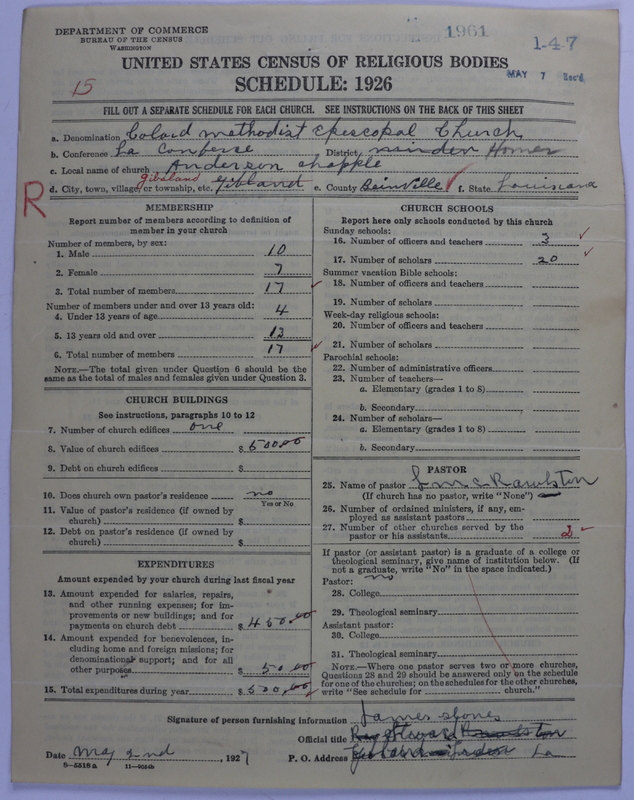 DEPARTMENT OF COMMERCE
BUREAU OF THE CENSUS
WASHINGTON
1961
1-47
MAY 7 Rec'd
UNITED STATES CENSUS OF RELIGIOUS BODIES
SCHEDULE: 1926
15
FILL OUT A SEPARATE SCHEDULE FOR EACH CHURCH. SEE INSTRUCTIONS ON THE BACK OF THIS SHEET
a. Denomination Colord methodist episcopal Church
b. Conference La Confernse District minden Homer
c. Local name of church Anderson chapple
gibsland
R
d. City, town, village, or township, etc. Gibland e. County Beinville f. State Louisiana
MEMBERSHIP
Report number of members according to definition of
member in your church
Number of members, by sex:
1. Male 10
2. Female 7
3. Total number of members 17
Number of members under and over 13 years old:
4. Under 13 years of age 4
5. 13 years old and over 13
6. Total number of members 17
NOTE.—The total given under Question 6 should be
same as the total of males and females given under Question 3.
CHURCH BUILDINGS
See instructions, paragraphs 10 to 12
7. Number of church edifices one
8. Value of church edifices $ 500.00
9. Debt on church edifices $
10. Does church own pastor's residence no
Yes or No
11. Value of pastor's residence (if owned by
church) $
12. Debt on pastor's residence (if owned by
church) $
EXPENDITURES
Amount expended by your church during last fiscal year
13. Amount expended for salaries, repairs,
and other running expenses; for im-
provements or new buildings; and for
payments on church debt $ 450.00
14. Amount expended for benevolences, in-
cluding home and foreign missions; for
denominational support; and for all
other purposes $ 50.00
15. Total expenditures during year $ 500.00
CHURCH SCHOOLS
Report here only schools conducted by this church
Sunday schools:
16. Number of officers and teachers 3
17. Number of scholars 20
Summer vacation Bible schools:
18. Number of officers and teachers
19. Number of scholars
Week-day religious schools:
20. Number of officers and teachers
21. Number of scholars
Parochial schools:
22. Number of administrative officers
23. Number of teachers—
a. Elementary (grades 1 to 8)
b. Secondary
24. Number of scholars—
a. Elementary (grades 1 to 8)
b. Secondary
PASTOR
25. Name of pastor
(If church has no pastor, write "None")
26. Number of ordained ministers, if any, em-
ployed as assistant pastors
27. Number of other churches served by the
pastor or his assistants 2
If pastor (or assistant pastor) is a graduate of a college or
theological seminary, give name of institution below. (If
not a graduate, write "No" in the space indicated.)
Pastor: no
28. College
29. Theological seminary
Assistant pastor:
30. College
31. Theological seminary
NOTE.—Where one pastor serves two or more churches,
Questions 28 and 29 should be answered only on the schedule
for one of the churches; on the schedules for the other churches,
write "See schedule for church."
Signature of person furnishing information James Jones
Official title Steward
Date May 2nd, 1927 P. O. Address La
8—5818 a 11—9554b